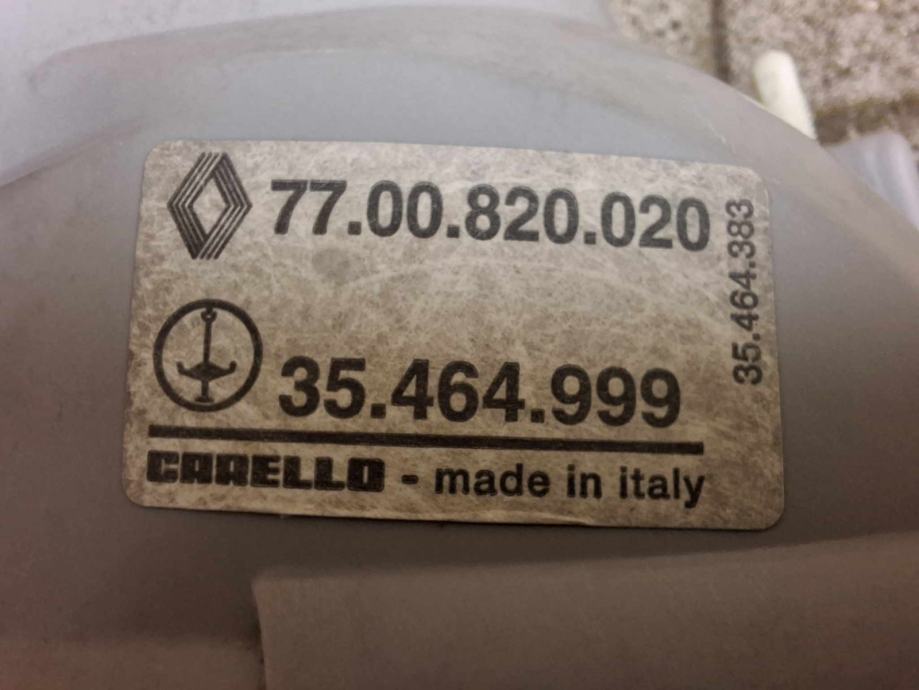 77.00.820.020
35.464.383
35.464.999
CARELLO - made in italy